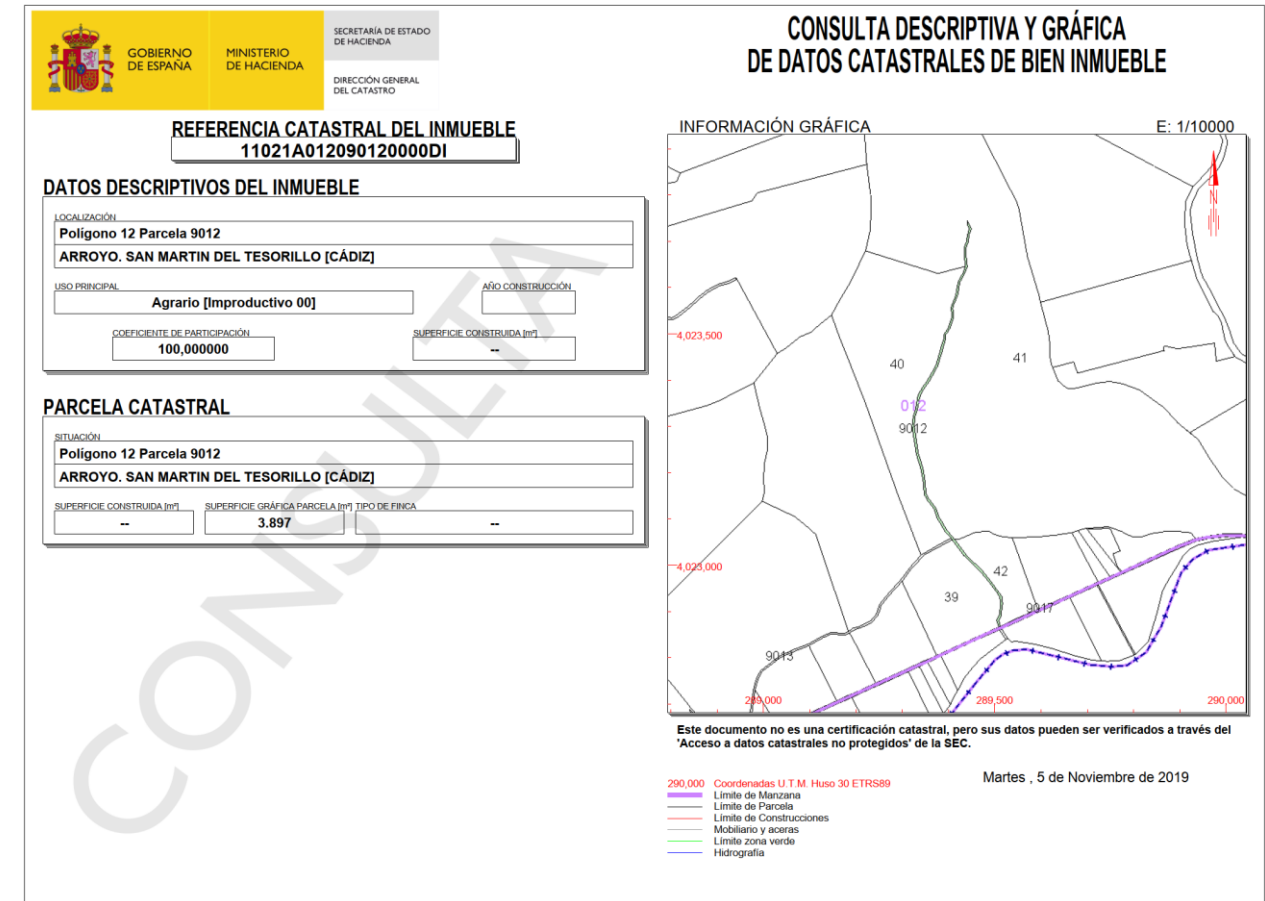 GOBIERNO
DE ESPAÑA
MINISTERIO
DE HACIENDA
SECRETARÍA DE ESTADO
DE HACIENDA
DIRECCIÓN GENERAL
DEL CATASTRO
CONSULTA DESCRIPTIVA Y GRÁFICA
DE DATOS CATASTRALES DE BIEN INMUEBLE
REFERENCIA CATASTRAL DEL INMUEBLE
11021A012090120000DI
DATOS DESCRIPTIVOS DEL INMUEBLE
LOCALIZACIÓN
Polígono 12 Parcela 9012
ARROYO. SAN MARTIN DEL TESORILLO [CÁDIZ]
USO PRINCIPAL
Agrario [Improductivo 00]
AÑO CONSTRUCCIÓN
COEFICIENTE DE PARTICIPACIÓN
100,000000
SUPERFICIE CONSTRUIDA [m²]
--
PARCELA CATASTRAL
SITUACIÓN
Polígono 12 Parcela 9012
ARROYO. SAN MARTIN DEL TESORILLO [CÁDIZ]
SUPERFICIE CONSTRUIDA [m²]
--
SUPERFICIE GRÁFICA PARCELA [m²]
3.897
TIPO DE FINCA
--
CONSULTA
INFORMACIÓN GRÁFICA
E: 1/10000
N
4,023,500
40
41
012
9012
4,023,000
42
39
9017
9013
289,000
289,500
290,000
Este documento no es una certificación catastral, pero sus datos pueden ser verificados a través del
'Acceso a datos catastrales no protegidos' de la SEC.
Martes , 5 de Noviembre de 2019
290,000 Coordenadas U.T.M. Huso 30 ETRS89
Límite de Manzana
Límite de Parcela
Límite de Construcciones
Mobiliario y aceras
Límite zona verde
Hidrografía